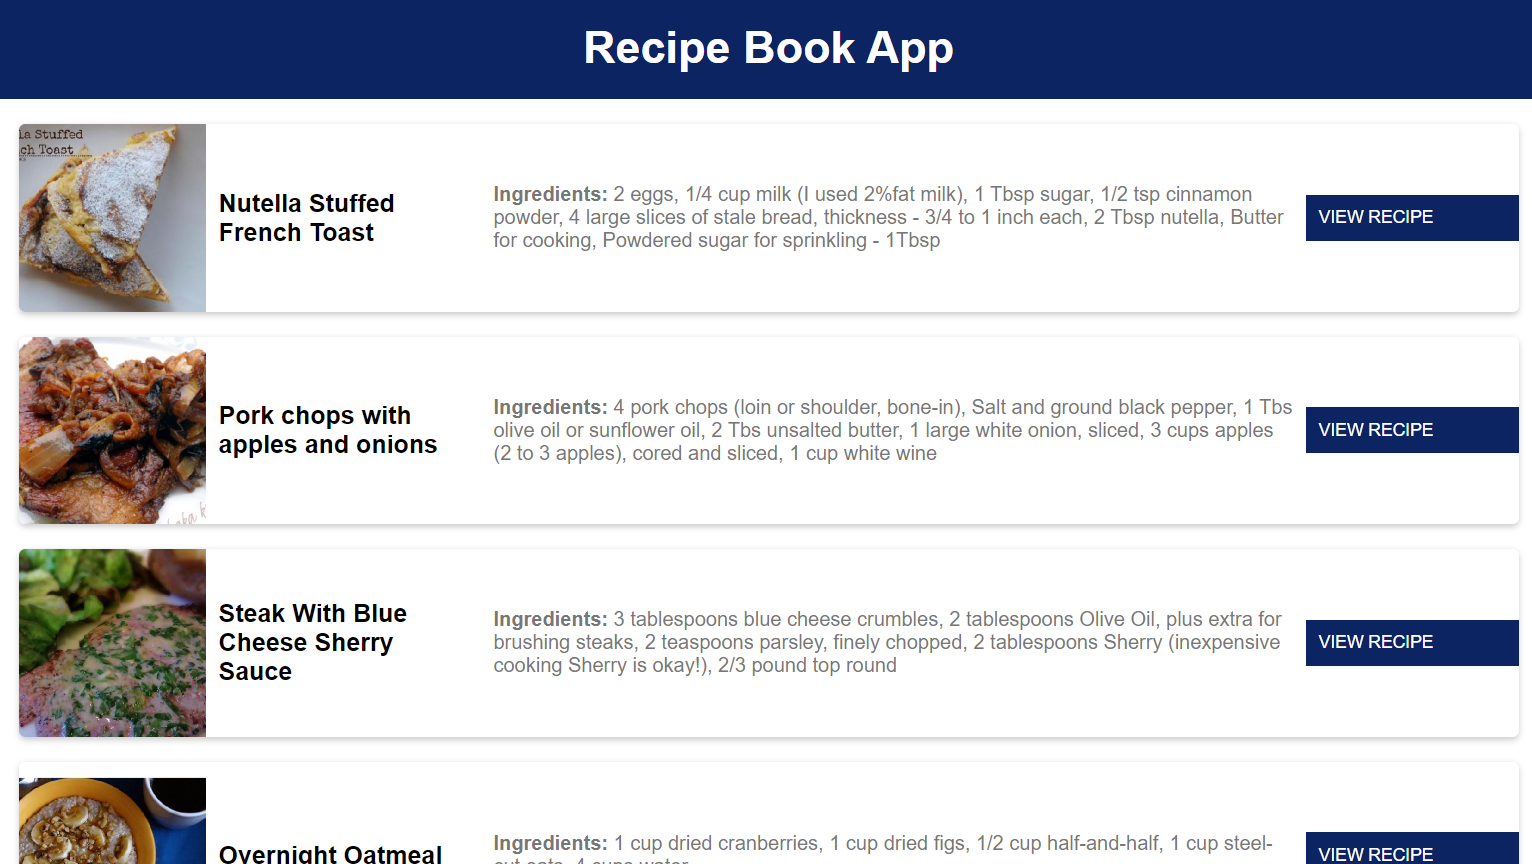 Recipe Book App
la Stuffed
ch Toast
Nutella Stuffed
French Toast
Ingredients: 2 eggs, 1/4 cup milk (I used 2%fat milk), 1 Tbsp sugar, 1/2 tsp cinnamon
powder, 4 large slices of stale bread, thickness - 3/4 to 1 inch each, 2 Tbsp nutella, Butter
for cooking, Powdered sugar for sprinkling - 1Tbsp
VIEW RECIPE
Pork chops with
apples and onions
Ingredients: 4 pork chops (loin or shoulder, bone-in), Salt and ground black pepper, 1 Tbs
olive oil or sunflower oil, 2 Tbs unsalted butter, 1 large white onion, sliced, 3 cups apples
(2 to 3 apples), cored and sliced, 1 cup white wine
VIEW RECIPE
Steak With Blue
Cheese Sherry
Sauce
Ingredients: 3 tablespoons blue cheese crumbles, 2 tablespoons Olive Oil, plus extra for
brushing steaks, 2 teaspoons parsley, finely chopped, 2 tablespoons Sherry (inexpensive
cooking Sherry is okay!), 2/3 pound top round
VIEW RECIPE
Overnight Oatmeal
Ingredients: 1 cup dried cranberries, 1 cup dried figs, 1/2 cup half-and-half, 1 cup steel-
cut oats, 4 cups water
VIEW RECIPE